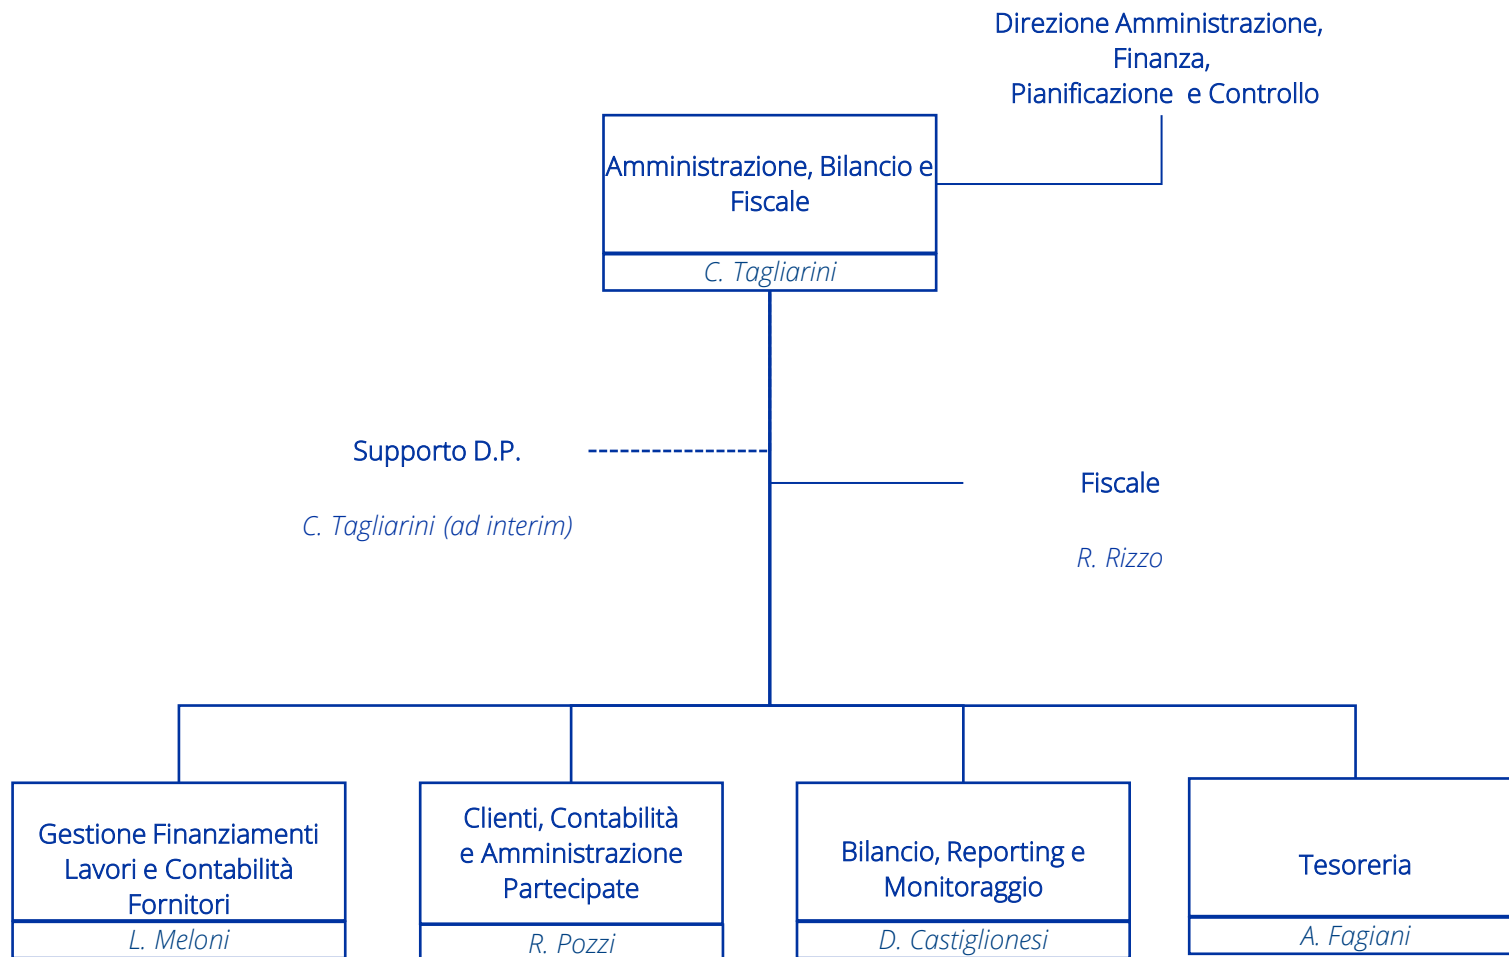 Direzione Amministrazione,
Finanza,
Pianificazione e Controllo
Amministrazione, Bilancio e
Fiscale
C. Tagliarini
Supporto D.P.
C. Tagliarini (ad interim)
Fiscale
R. Rizzo
Gestione Finanziamenti
Lavori e Contabilità
Fornitori
L. Meloni
Clienti, Contabilità
e Amministrazione
Partecipate
R. Pozzi
Bilancio, Reporting e
Monitoraggio
D. Castiglionesi
Tesoreria
A. Fagiani